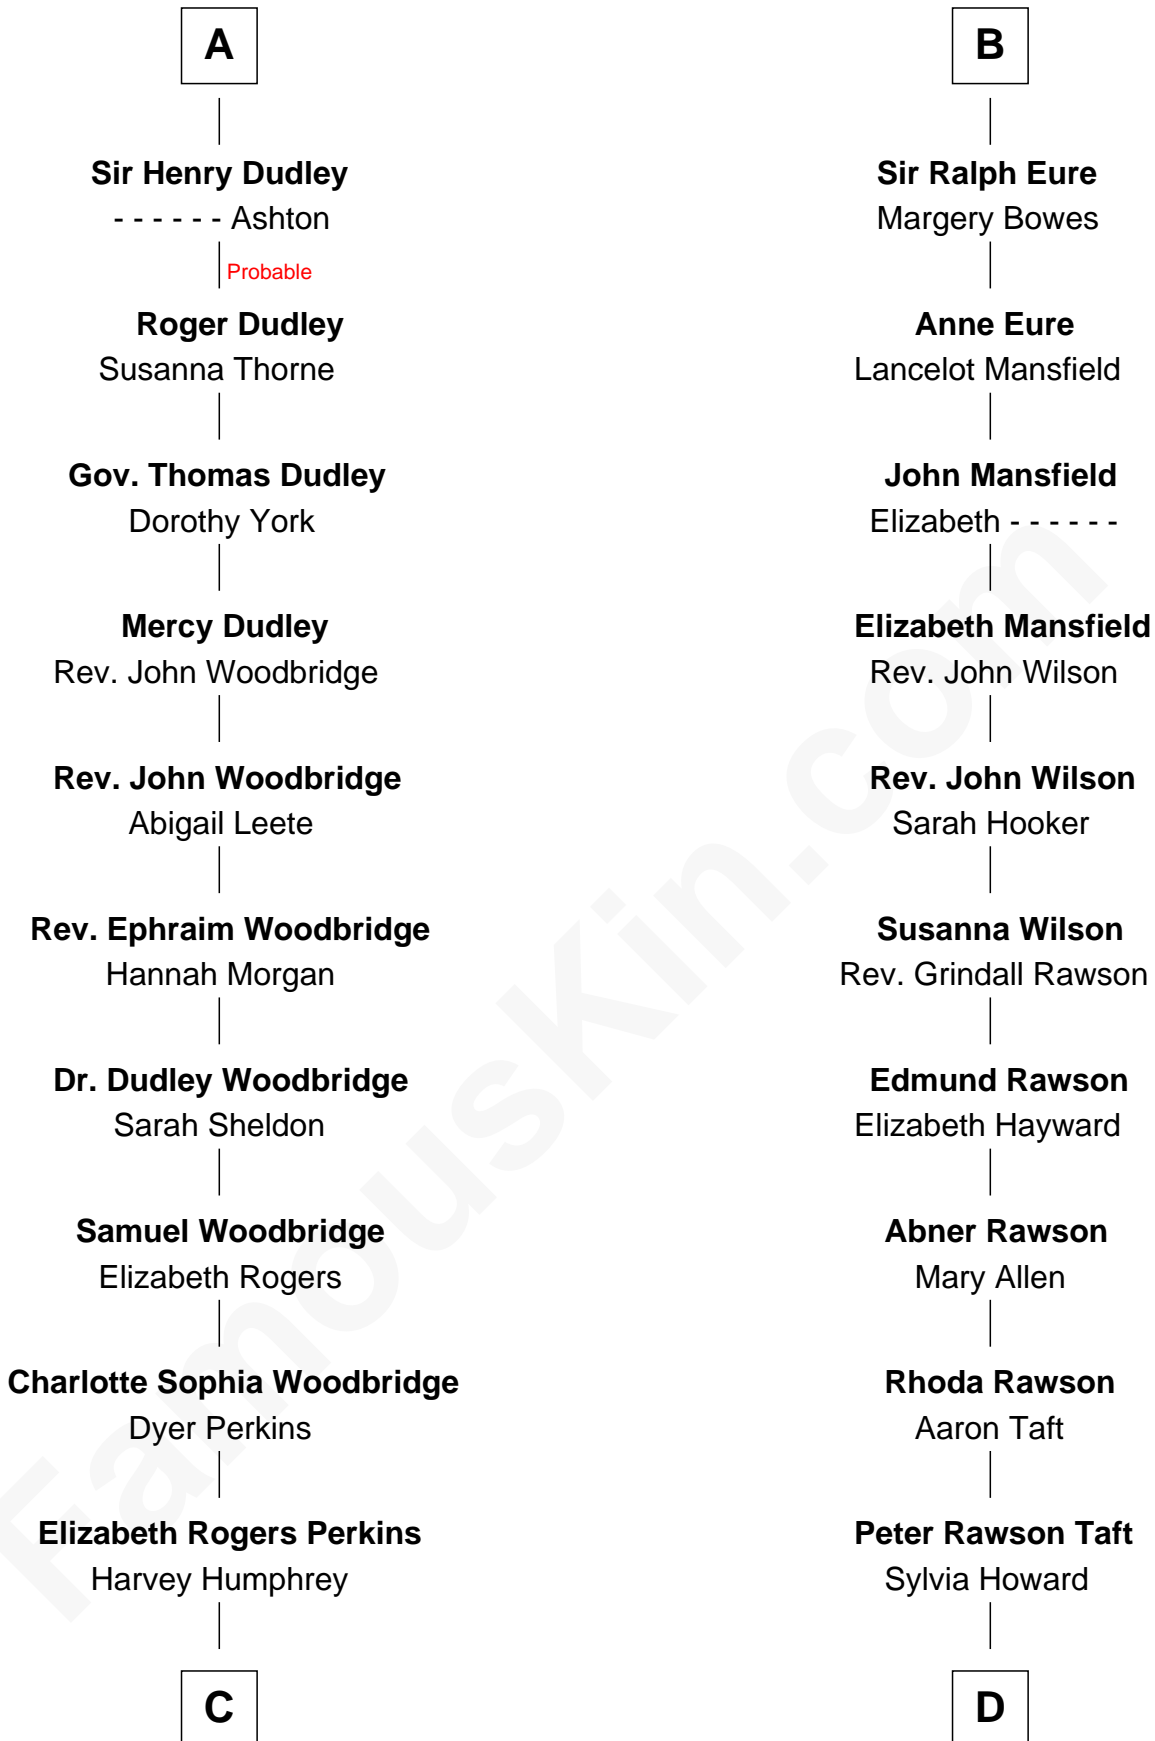 A
Sir Henry Dudley
- - - - - - Ashton
Probable
Roger Dudley
Susanna Thorne
Gov. Thomas Dudley
Dorothy York
Mercy Dudley
Rev. John Woodbridge
Rev. John Woodbridge
Abigail Leete
Rev. Ephraim Woodbridge
Hannah Morgan
Dr. Dudley Woodbridge
Sarah Sheldon
Samuel Woodbridge
Elizabeth Rogers
Charlotte Sophia Woodbridge
Dyer Perkins
Elizabeth Rogers Perkins
Harvey Humphrey
C
B
Sir Ralph Eure
Margery Bowes
Anne Eure
Lancelot Mansfield
John Mansfield
Elizabeth - - - - - -
Elizabeth Mansfield
Rev. John Wilson
Rev. John Wilson
Sarah Hooker
Susanna Wilson
Rev. Grindall Rawson
Edmund Rawson
Elizabeth Hayward
Abner Rawson
Mary Allen
Rhoda Rawson
Aaron Taft
Peter Rawson Taft
Sylvia Howard
D
FamousKin.com